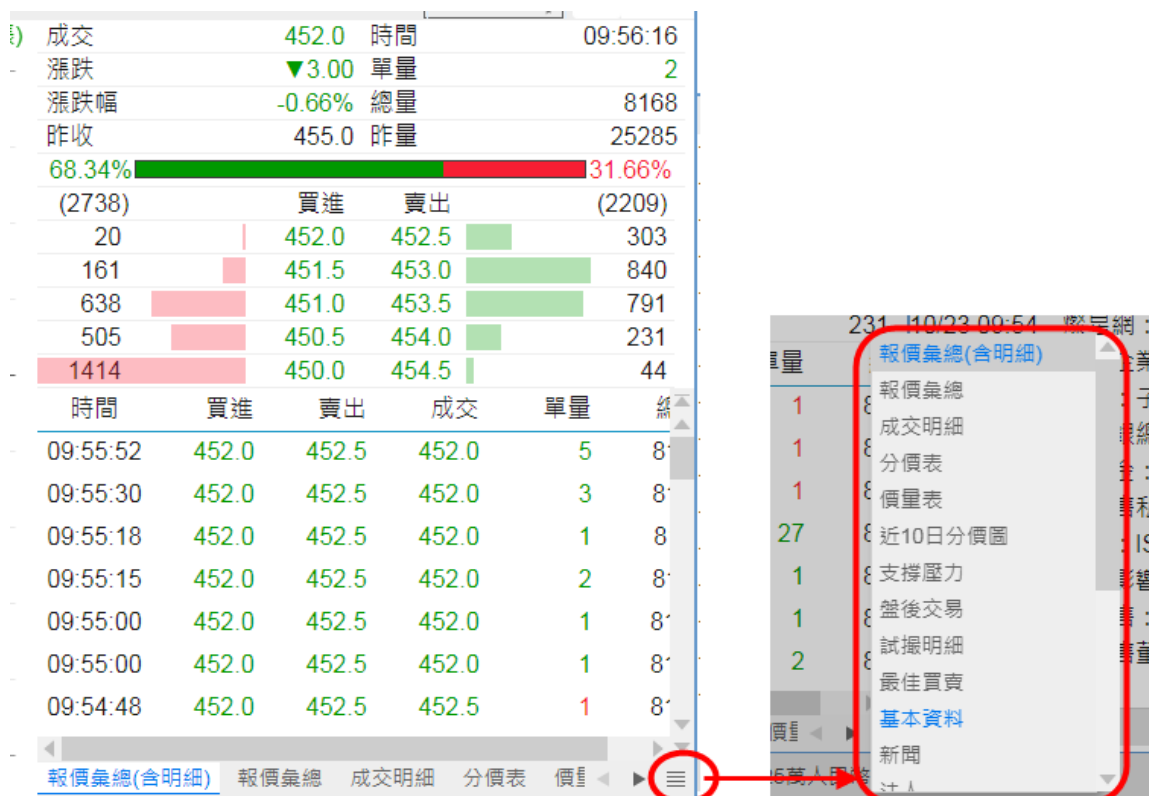 成交 452.0 時間 09:56:16
漲跌 ▼3.00 單量 2
漲跌幅 -0.66% 總量 8168
昨收 455.0 昨量 25285
68.34% 31.66%
(2738) 買進 賣出 (2209)
20 452.0 452.5 303
161 451.5 453.0 840
638 451.0 453.5 791
505 450.5 454.0 231
1414 450.0 454.5 44
時間 買進 賣出 成交 單量
09:55:52 452.0 452.5 452.0 5
09:55:30 452.0 452.5 452.0 3
09:55:18 452.0 452.5 452.0 1
09:55:15 452.0 452.5 452.0 2
09:55:00 452.0 452.5 452.0 1
09:55:00 452.0 452.5 452.0 1
09:54:48 452.0 452.5 452.5 1
報價彙總(含明細) 報價彙總 成交明細 分價表
231 10/23 09:54
單量
1
1
1
27
1
1
2
報價彙總(含明細)
報價彙總
成交明細
分價表
價量表
近10日分價圖
支撐壓力
盤後交易
試撮明細
最佳買賣
基本資料
新聞
法人